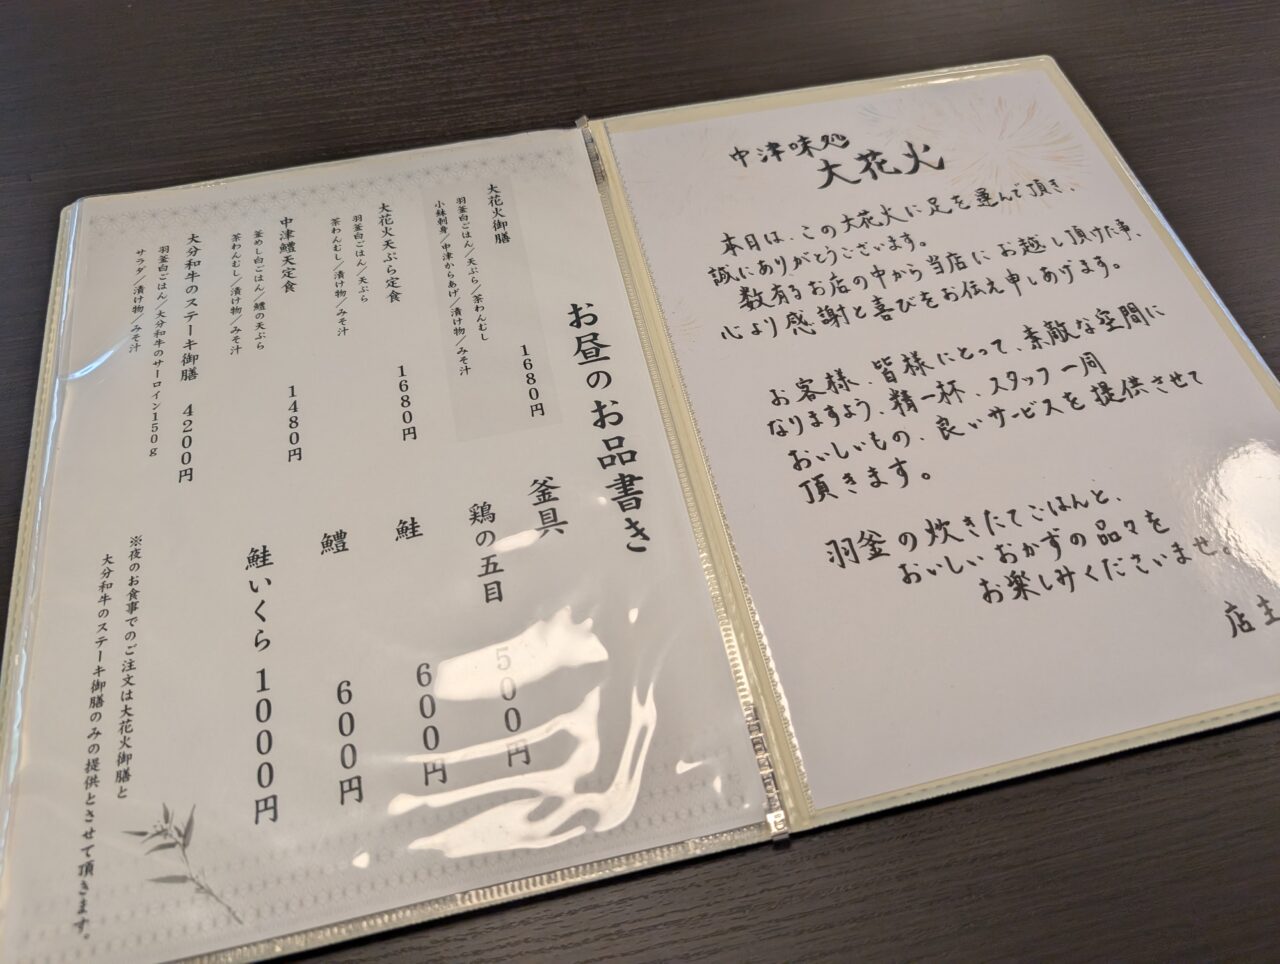 中津味処
大花火
本日は、この大花火に足を運んで頂き、
誠にありがとうございます。
数有るお店の中から当店にお越し頂けた事、
心より感謝と喜びをお伝え申しあげます。
お客様、皆様にとって、素敵な空間に
なりますよう、精一杯、スタッフ一同
おいしいもの、良いサービスを提供させて
頂きます。
羽釜の炊きたてごはんと、
おいしいおかずの品々を
お楽しみくださいませ。
店主
お昼のお品書き
大花火御膳 1680円
羽釜白ごはん/天ぷら/茶わんむし
小鉢刺身/中津からあげ/漬け物/みそ汁
大花火天ぷら定食 1680円
羽釜白ごはん/天ぷら
茶わんむし/漬け物/みそ汁
中津鱧天定食 1480円
釜めし白ごはん/鱧の天ぷら
茶わんむし/漬け物/みそ汁
大分和牛のステーキ御膳 4200円
羽釜白ごはん/大分和牛のサーロイン150g
サラダ/漬け物/みそ汁
釜具
鶏の五目 500円
鮭 600円
鱧 600円
鮭いくら 1000円
※夜のお食事でのご注文は大花火御膳と
大分和牛のステーキ御膳のみの提供とさせて頂きます。